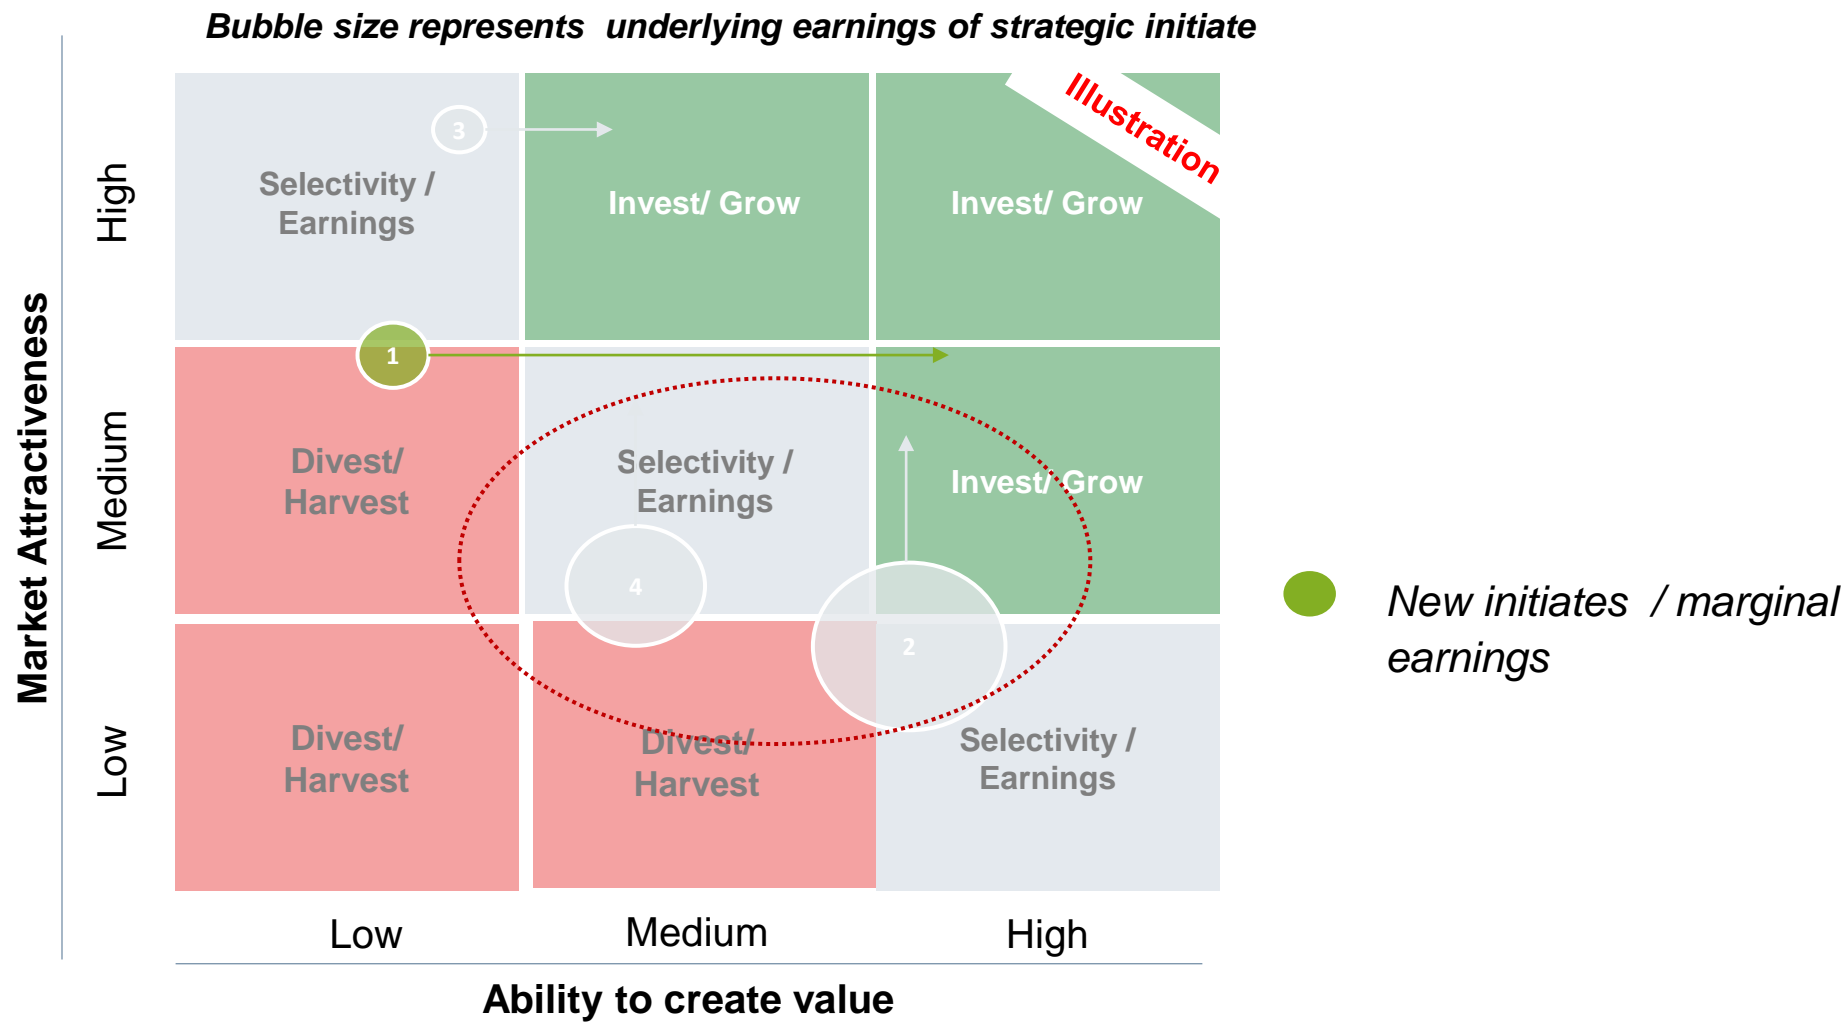 Bubble size represents  underlying earnings of strategic initiate
Illustration
3
Selectivity /
Earnings
Invest/ Grow
Invest/ Grow
High
1
Market Attractiveness
Medium
Divest/
Harvest
Selectivity /
Earnings
Invest/ Grow
4
2
New initiates  / marginal
earnings
Low
Divest/
Harvest
Divest/
Harvest
Selectivity /
Earnings
Low
Medium
High
Ability to create value